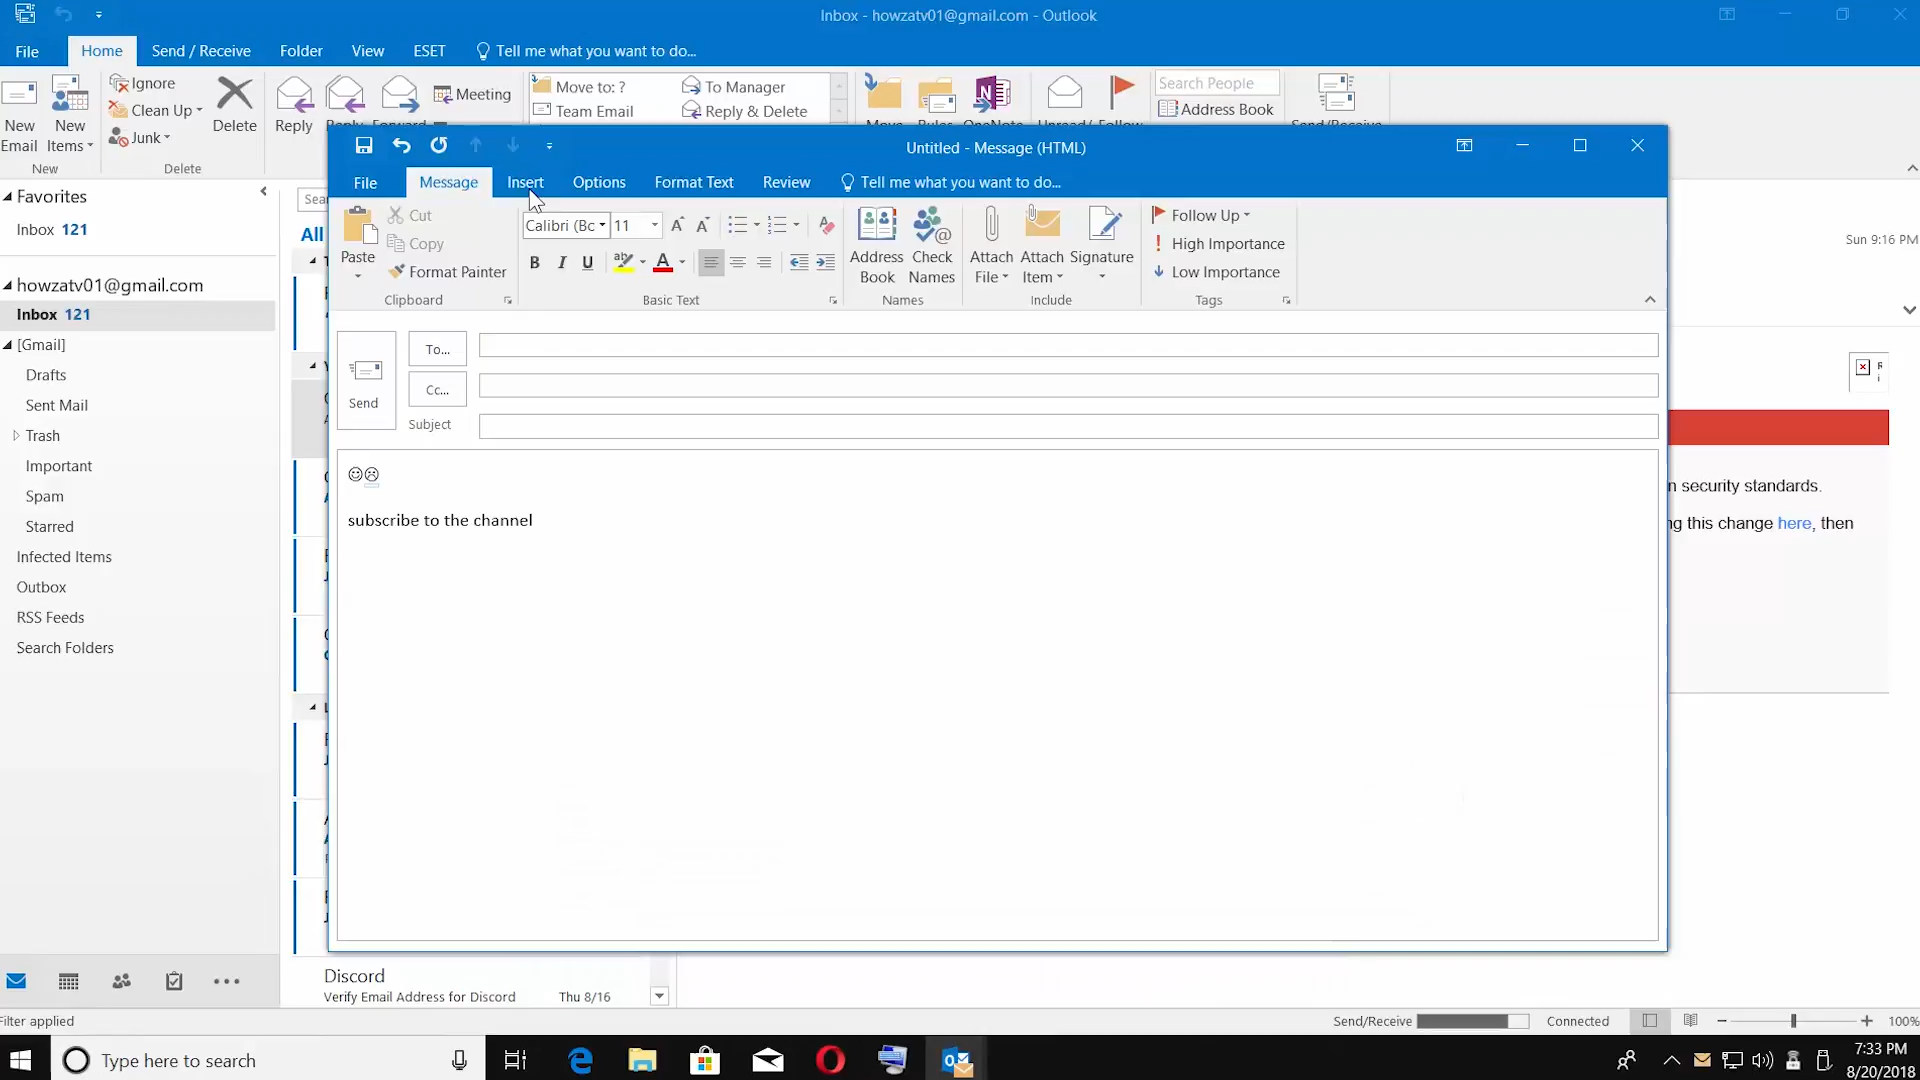 Inbox - howzatv01@gmail.com - Outlook
File Home Send / Receive Folder View ESET Tell me what you want to do...
New Email
New Items
Ignore
Clean Up
Junk
Delete
Reply
Meeting
Move to: ?
Team Email
To Manager
Reply & Delete
Search People
Address Book
New
Delete
Untitled - Message (HTML)
File Message Insert Options Format Text Review Tell me what you want to do...
Paste
Cut
Copy
Format Painter
Clipboard
Calibri (Bc 11
B I U A
Basic Text
Address Book
Check Names
Names
Attach File
Attach Item
Signature
Include
Follow Up
High Importance
Low Importance
Tags
Send
To...
Cc...
Subject
☺☹
subscribe to the channel
Favorites
Inbox 121
howzatv01@gmail.com
Inbox 121
[Gmail]
Drafts
Sent Mail
Trash
Important
Spam
Starred
Infected Items
Outbox
RSS Feeds
Search Folders
All
Sun 9:16 PM
security standards.
this change here, then
Discord
Verify Email Address for Discord Thu 8/16
Filter applied
Send/Receive
Connected
100%
Type here to search
7:33 PM
8/20/2018